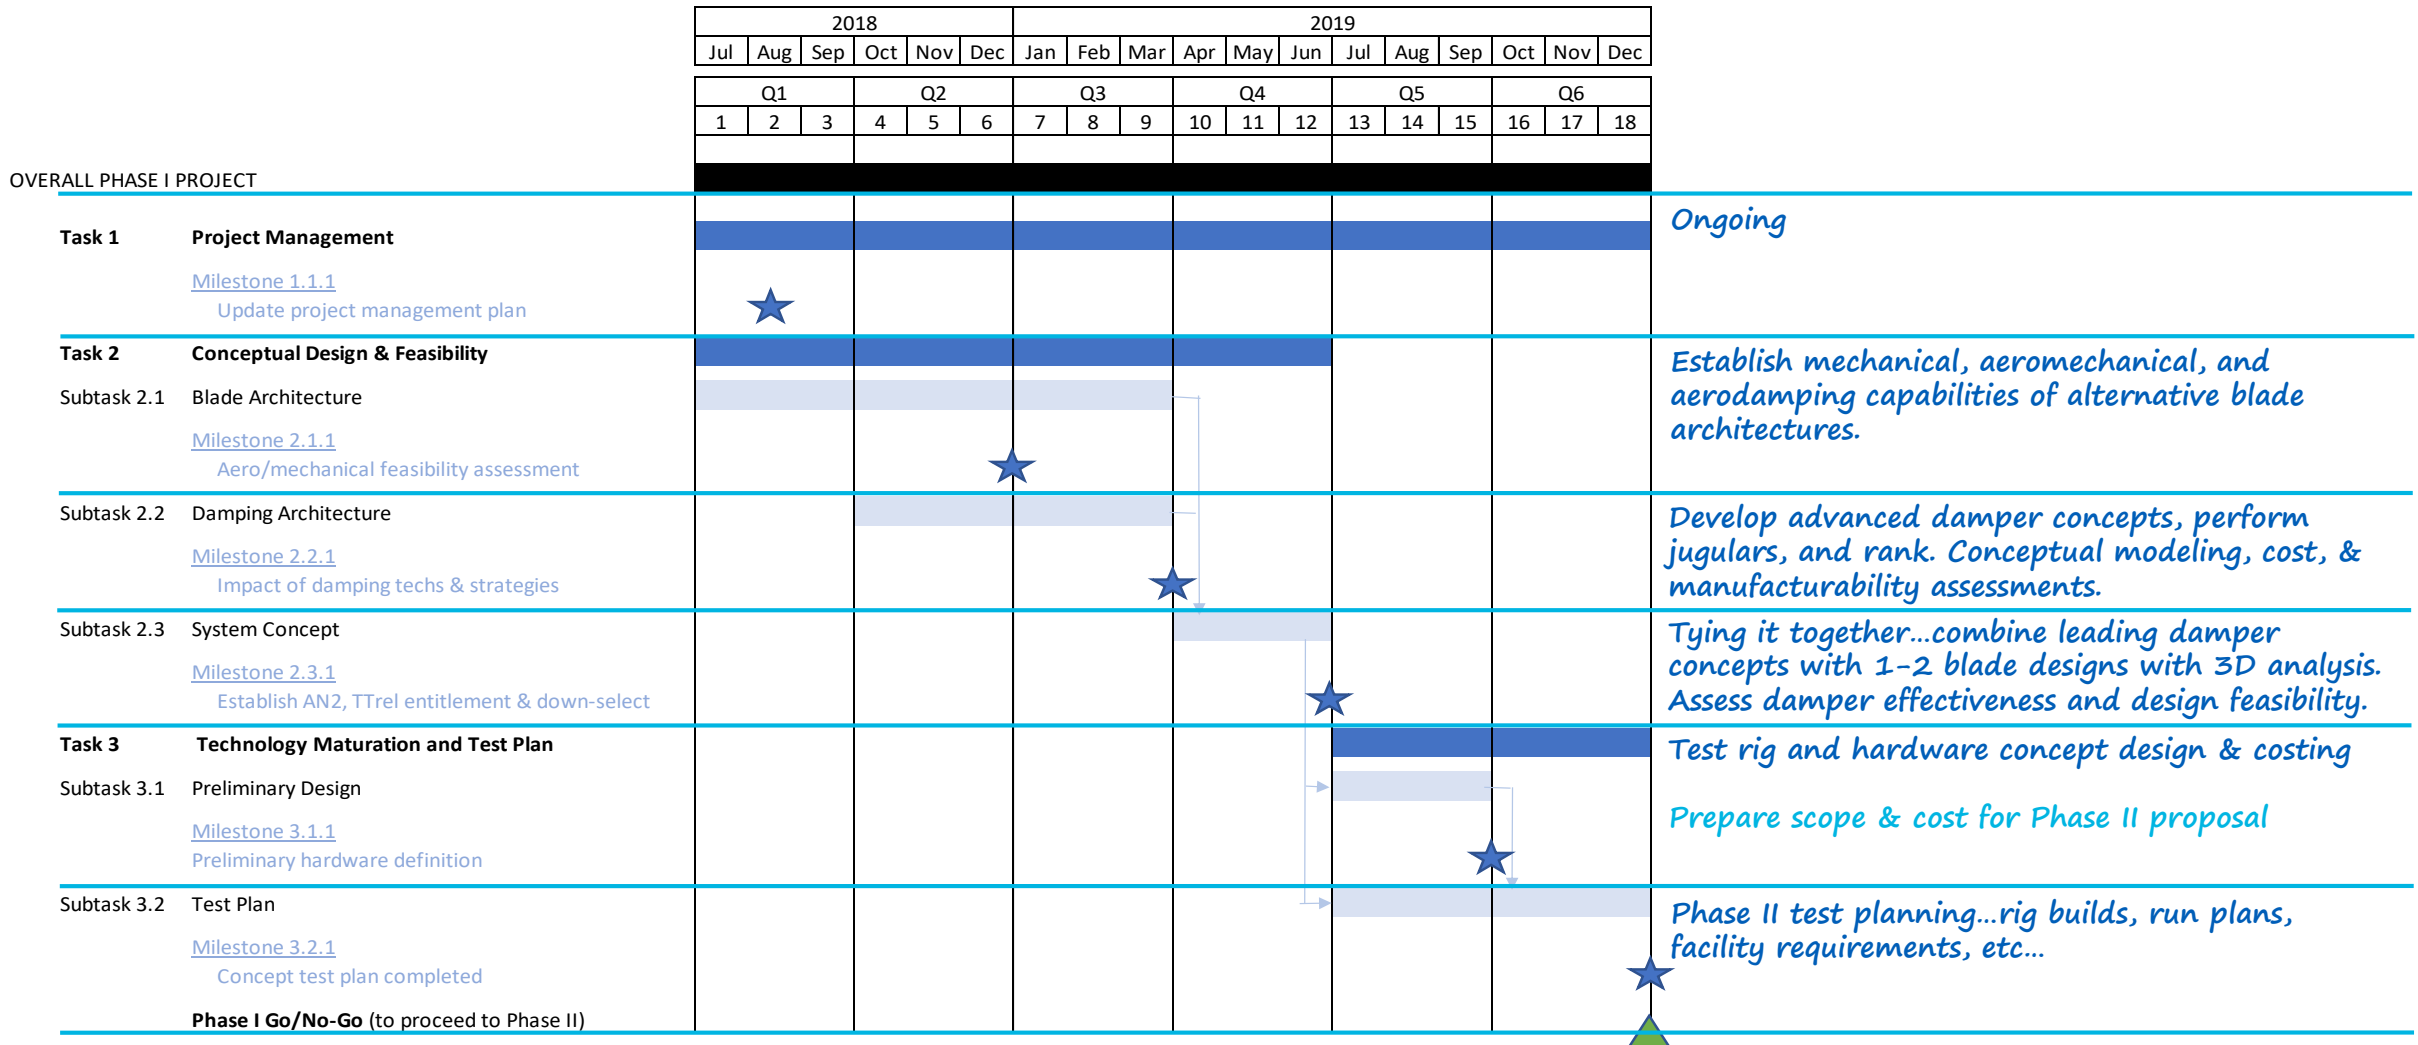 2018 2019
Jul Aug Sep Oct Nov Dec Jan Feb Mar Apr May Jun Jul Aug Sep Oct Nov Dec
Q1 Q2 Q3 Q4 Q5 Q6
1 2 3 4 5 6 7 8 9 10 11 12 13 14 15 16 17 18
OVERALL PHASE I PROJECT
Task 1 Project Management
Ongoing
Milestone 1.1.1
Update project management plan
Task 2 Conceptual Design & Feasibility
Subtask 2.1 Blade Architecture
Milestone 2.1.1
Aero/mechanical feasibility assessment
Establish mechanical, aeromechanical, and
aerodamping capabilities of alternative blade
architectures.
Subtask 2.2 Damping Architecture
Milestone 2.2.1
Impact of damping techs & strategies
Develop advanced damper concepts, perform
jugulars, and rank. Conceptual modeling, cost, &
manufacturability assessments.
Subtask 2.3 System Concept
Milestone 2.3.1
Establish AN2, TTrel entitlement & down-select
Tying it together...combine leading damper
concepts with 1-2 blade designs with 3D analysis.
Assess damper effectiveness and design feasibility.
Task 3 Technology Maturation and Test Plan
Test rig and hardware concept design & costing
Subtask 3.1 Preliminary Design
Milestone 3.1.1
Preliminary hardware definition
Prepare scope & cost for Phase II proposal
Subtask 3.2 Test Plan
Milestone 3.2.1
Concept test plan completed
Phase II test planning...rig builds, run plans,
facility requirements, etc...
Phase I Go/No-Go (to proceed to Phase II)